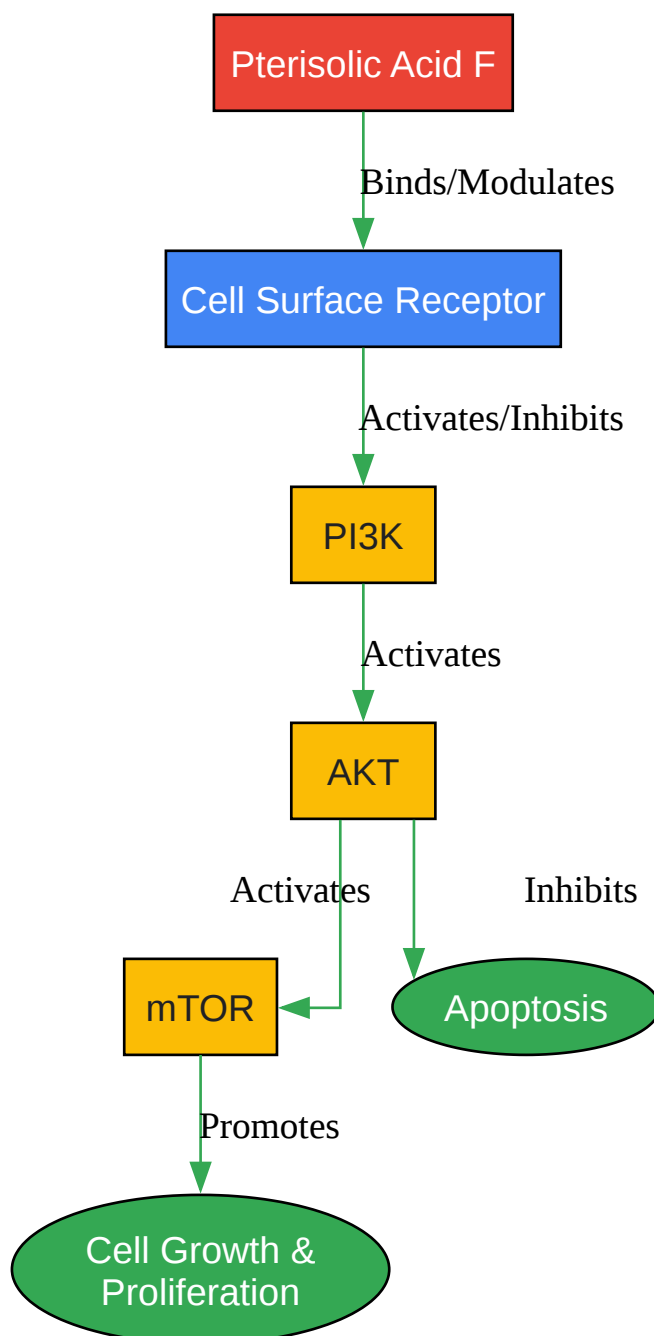 Pterisolic Acid F
Binds/Modulates
Cell Surface Receptor
Activates/Inhibits
PI3K
Activates
AKT
Activates
Inhibits
mTOR
Apoptosis
Promotes
Cell Growth &
Proliferation